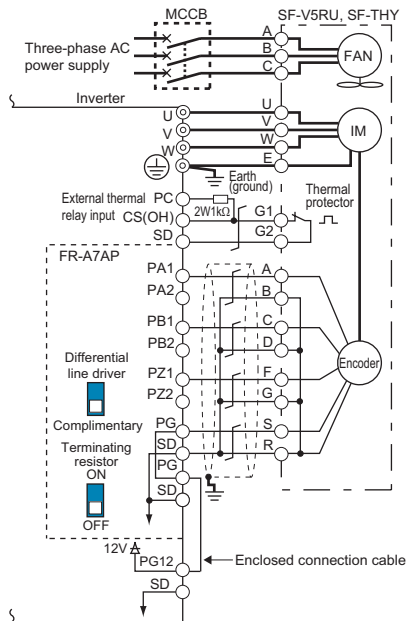 MCCB
SF-V5RU, SF-THY
Three-phase AC
power supply
A
B
C
FAN
Inverter
U
V
W
U
V
W
E
IM
Earth
(ground)
External thermal
relay input
PC
CS(OH)
SD
2W1kΩ
G1
G2
Thermal
protector
FR-A7AP
PA1
PA2
PB1
PB2
PZ1
PZ2
PG
SD
PG
SD
A
B
C
D
F
G
S
R
Encoder
Differential
line driver
Complimentary
Terminating
resistor
ON
OFF
12V
PG12
SD
Enclosed connection cable